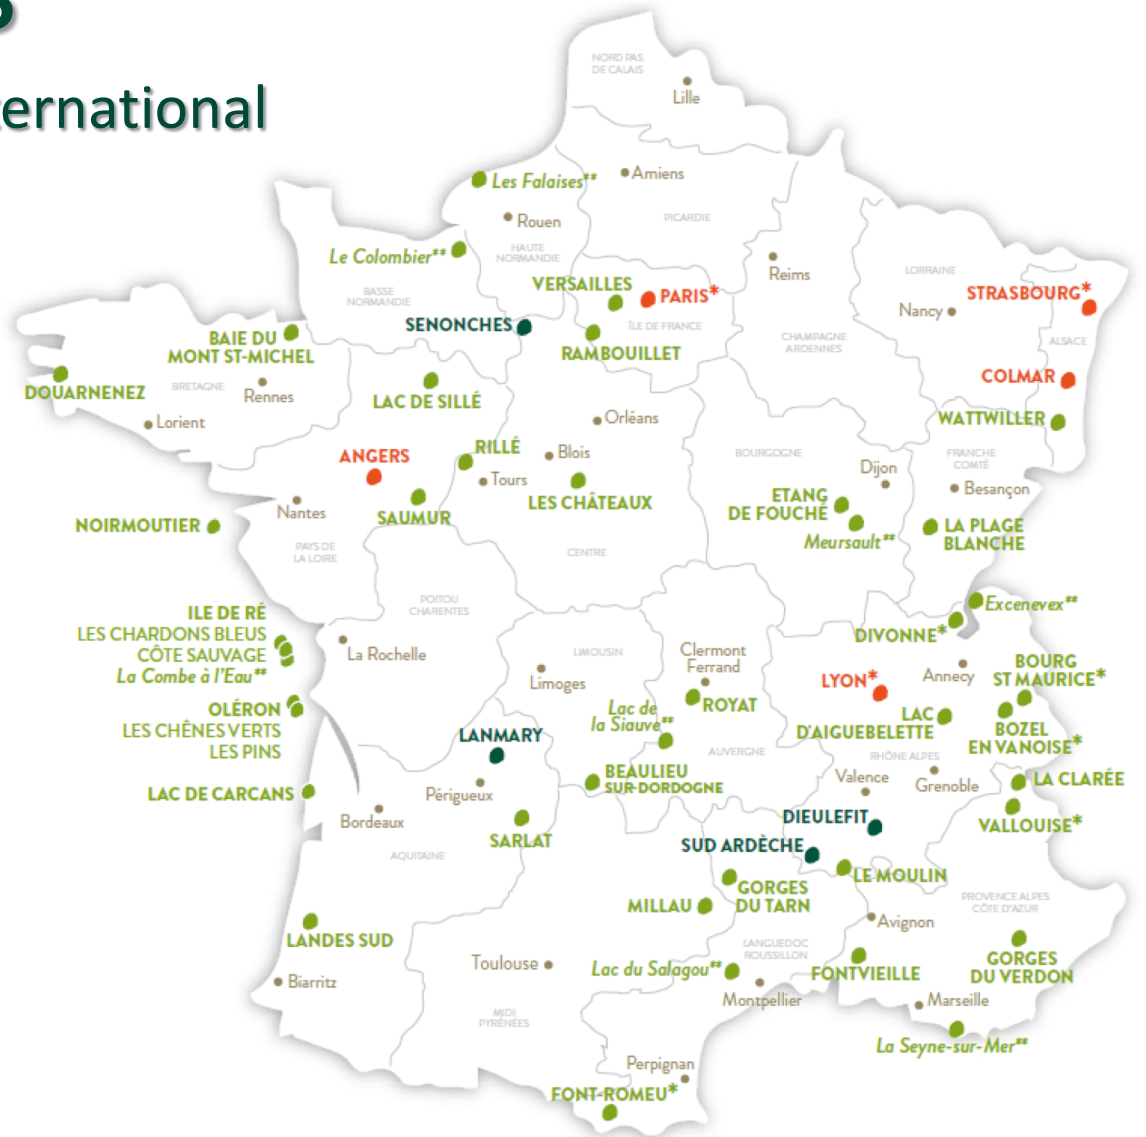 ternational
NORD PAS
DE CALAIS
Lille
Les Falaises**
Amiens
Rouen
PICARDIE
Le Colombier**
HAUTE
NORMANDIE
Reims
LORRAINE
VERSAILLES
PARIS*
STRASBOURG*
BASSE
NORMANDIE
Nancy
SENONCHES
ÎLE DE FRANCE
CHAMPAGNE
ARDENNES
ALSACE
BAIE DU
MONT ST-MICHEL
RAMBOUILLET
COLMAR
DOUARNENEZ
BRETAGNE
Rennes
LAC DE SILLÉ
WATTWILLER
Lorient
Orléans
ANGERS
RILLÉ
Blois
BOURGOGNE
Dijon
FRANCHE
COMTÉ
Tours
Besançon
Nantes
SAUMUR
LES CHÂTEAUX
ETANG
DE FOUCHÉ
NOIRMOUTIER
LA PLAGE
BLANCHE
Meursault**
PAYS DE
LA LOIRE
CENTRE
POITOU
CHARENTES
Excenevex**
ILE DE RÉ
LES CHARDONS BLEUS
CÔTE SAUVAGE
La Combe à l'Eau**
DIVONNE*
La Rochelle
LIMOUSIN
Clermont
Ferrand
Annecy
BOURG
ST MAURICE*
Limoges
LYON*
ROYAT
OLÉRON
LES CHÊNES VERTS
LES PINS
Lac de
la Siauve**
LAC
D'AIGUEBELETTE
BOZEL
EN VANOISE*
LANMARY
AUVERGNE
RHÔNE ALPES
BEAULIEU
SUR-DORDOGNE
Valence
Grenoble
LA CLARÉE
LAC DE CARCANS
Périgueux
Bordeaux
DIEULEFIT
VALLOUISE*
SARLAT
SUD ARDÈCHE
AQUITAINE
LE MOULIN
GORGES
DU TARN
MILLAU
PROVENCE ALPES
CÔTE D'AZUR
Avignon
LANDES SUD
LANGUEDOC
ROUSSILLON
GORGES
DU VERDON
Toulouse
Lac du Salagou**
FONTVIEILLE
Biarritz
Montpellier
Marseille
MIDI
PYRÉNÉES
La Seyne-sur-Mer**
Perpignan
FONT-ROMEU*